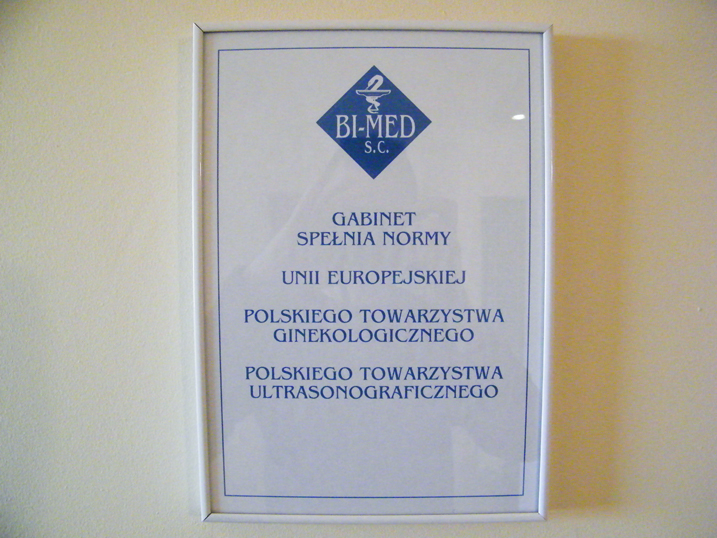 BI-MED
S.C.
GABINET
SPEŁNIA NORMY
UNII EUROPEJSKIEJ
POLSKIEGO TOWARZYSTWA
GINEKOLOGICZNEGO
POLSKIEGO TOWARZYSTWA
ULTRASONOGRAFICZNEGO